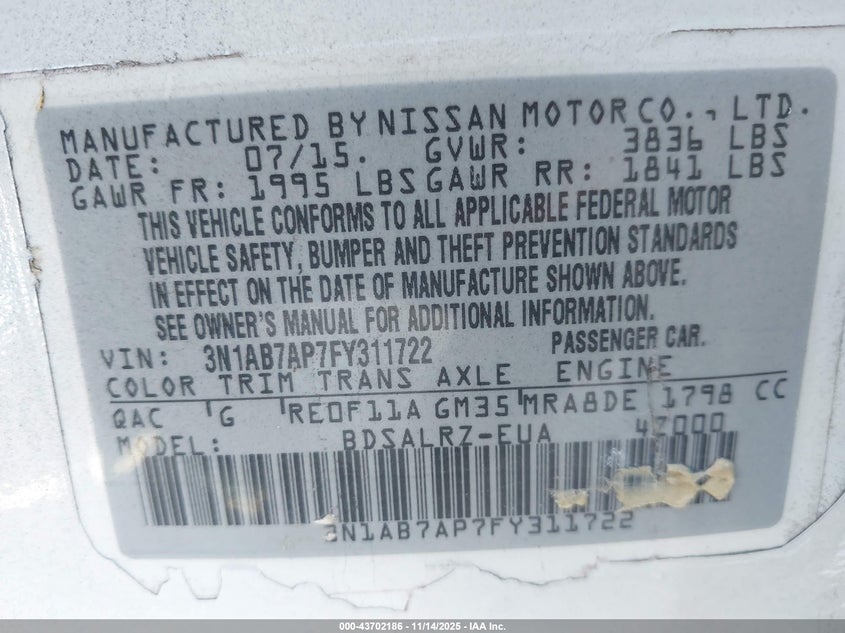 MANUFACTURED BY NISSAN MOTOR CO., LTD.
DATE: 07/15. GVWR: 3836 LBS
GAWR FR: 1995 LBS GAWR RR: 1841 LBS
THIS VEHICLE CONFORMS TO ALL APPLICABLE FEDERAL MOTOR
VEHICLE SAFETY, BUMPER AND THEFT PREVENTION STANDARDS
IN EFFECT ON THE DATE OF MANUFACTURE SHOWN ABOVE.
SEE OWNER'S MANUAL FOR ADDITIONAL INFORMATION.
VIN: 3N1AB7AP7FY311722 PASSENGER CAR.
COLOR TRIM TRANS AXLE ENGINE
QAC G RE0F11A GM35 MRA8DE 1798 CC
MODEL: BDSALRZ-EUA 4Z000
3N1AB7AP7FY311722
000-43702186 - 11/14/2025 - IAA Inc.